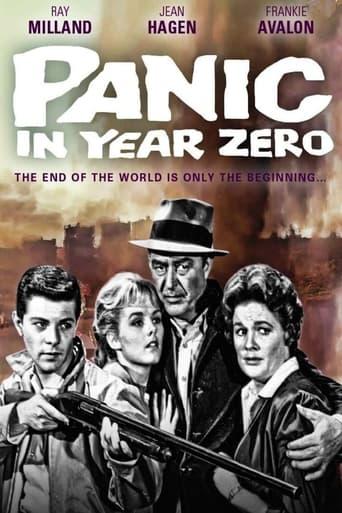 RAY JEAN FRANKIE
MILLAND HAGEN AVALON
PANIC
IN YEAR ZERO
THE END OF THE WORLD IS ONLY THE BEGINNING...